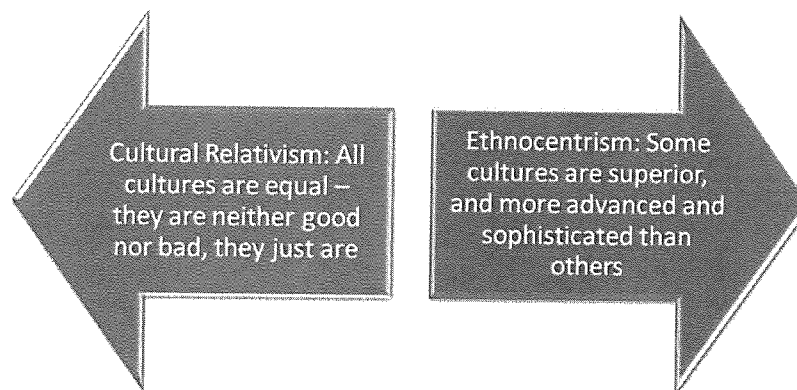 Cultural Relativism: All
cultures are equal –
they are neither good
nor bad, they just are
Ethnocentrism: Some
cultures are superior,
and more advanced and
sophisticated than
others